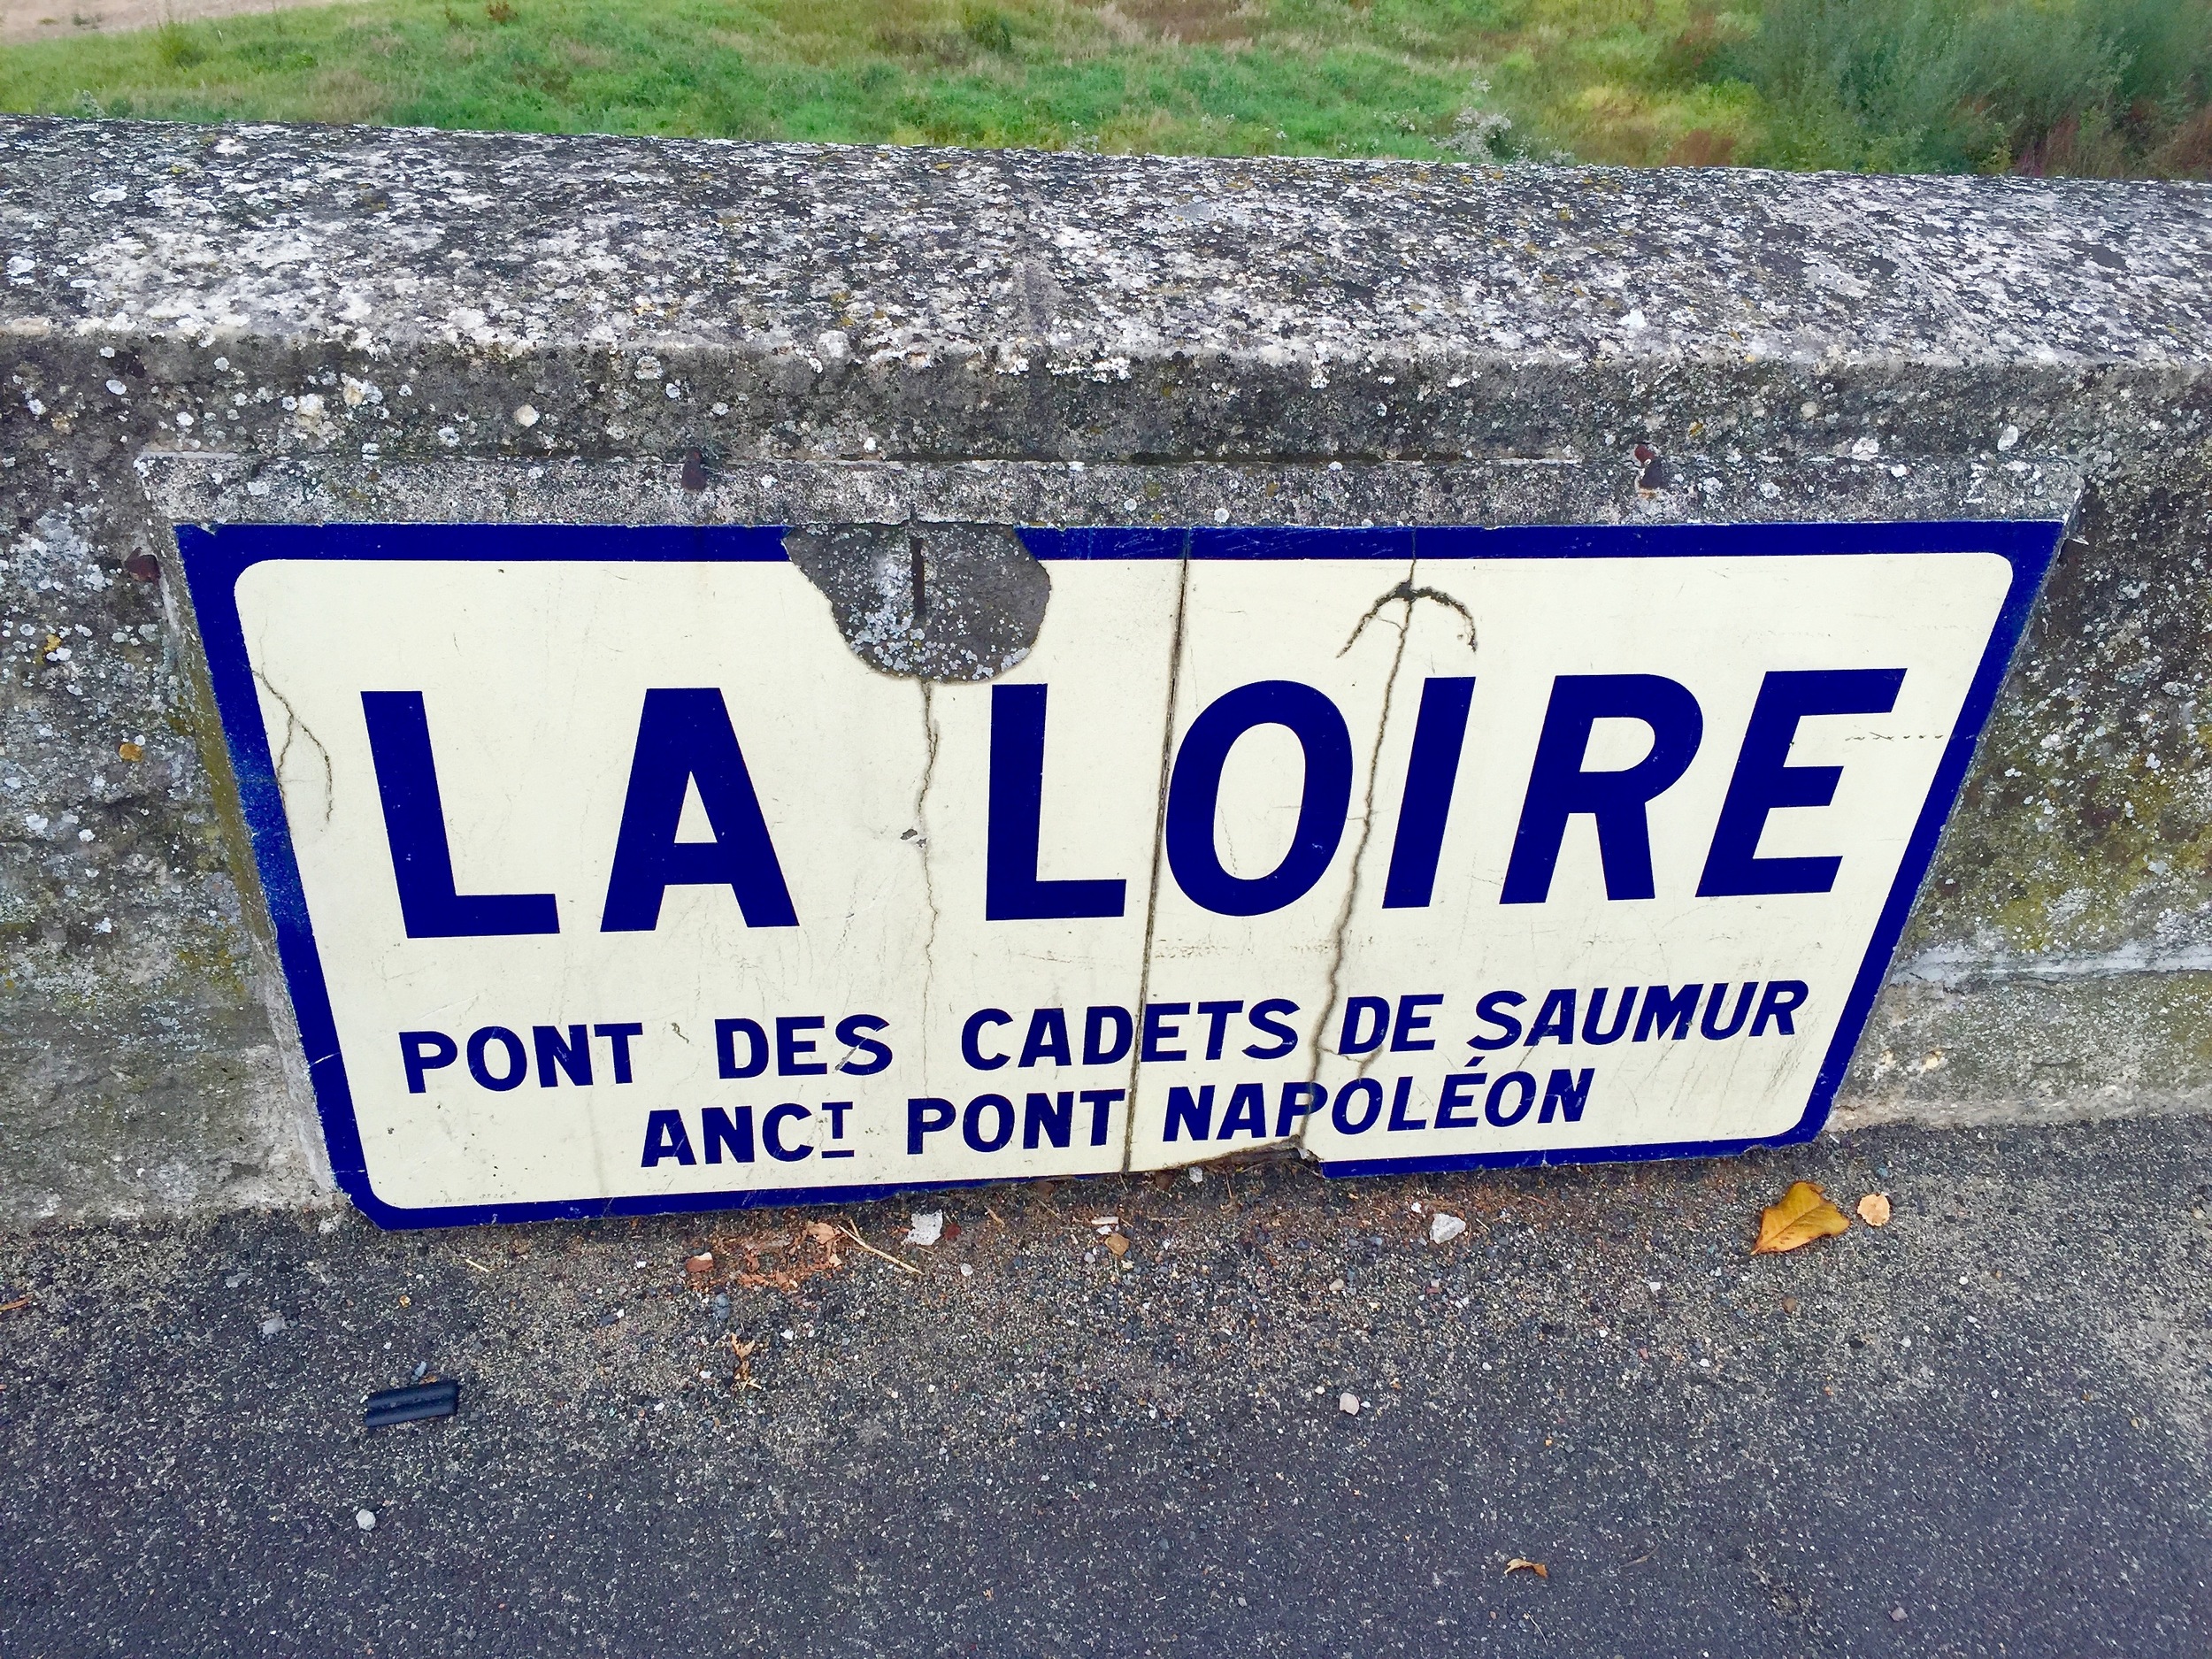 LA LOIRE
PONT DES CADETS DE SAUMUR
ANCT PONT NAPOLÉON